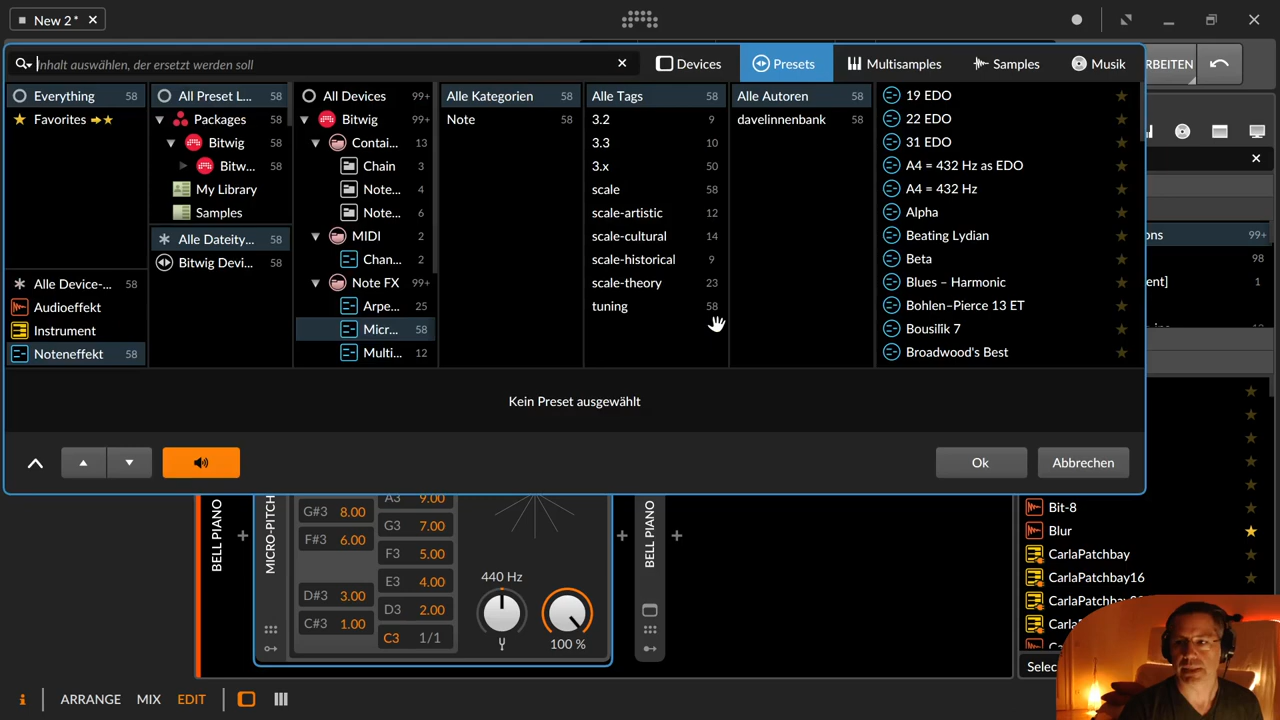 New 2 *
Inhalt auswählen, der ersetzt werden soll
Devices
Presets
Multisamples
Samples
Musik
RBEITEN
Everything 58
Favorites
Alle Device-...
Audioeffekt
Instrument
Noteneffekt 58
All Preset L... 58
Packages 58
Bitwig 58
Bitw... 58
My Library
Samples
Alle Dateity... 58
Bitwig Devi... 58
All Devices 99+
Bitwig 99+
Contai... 13
Chain 3
Note... 4
Note... 6
MIDI 2
Chan... 2
Note FX 99+
Arpe... 25
Micr... 58
Multi... 12
Alle Kategorien 58
Note 58
Alle Tags 58
3.2 9
3.3 10
3.x 50
scale 58
scale-artistic 12
scale-cultural 14
scale-historical 9
scale-theory 23
tuning 58
Alle Autoren 58
davelinnenbank 58
19 EDO
22 EDO
31 EDO
A4 = 432 Hz as EDO
A4 = 432 Hz
Alpha
Beating Lydian
Beta
Blues – Harmonic
Bohlen–Pierce 13 ET
Bousilik 7
Broadwood's Best
ons 99+
98
ent] 1
Kein Preset ausgewählt
Ok
Abbrechen
BELL PIANO
MICRO-PITCH
G#3 8.00
F#3 6.00
D#3 3.00
C#3 1.00
A3 9.00
G3 7.00
F3 5.00
E3 4.00
D3 2.00
C3 1/1
440 Hz
100 %
BELL PIANO
Bit-8
Blur
CarlaPatchbay
CarlaPatchbay16
CarlaPatchbay
Carla
Selec
i
ARRANGE
MIX
EDIT